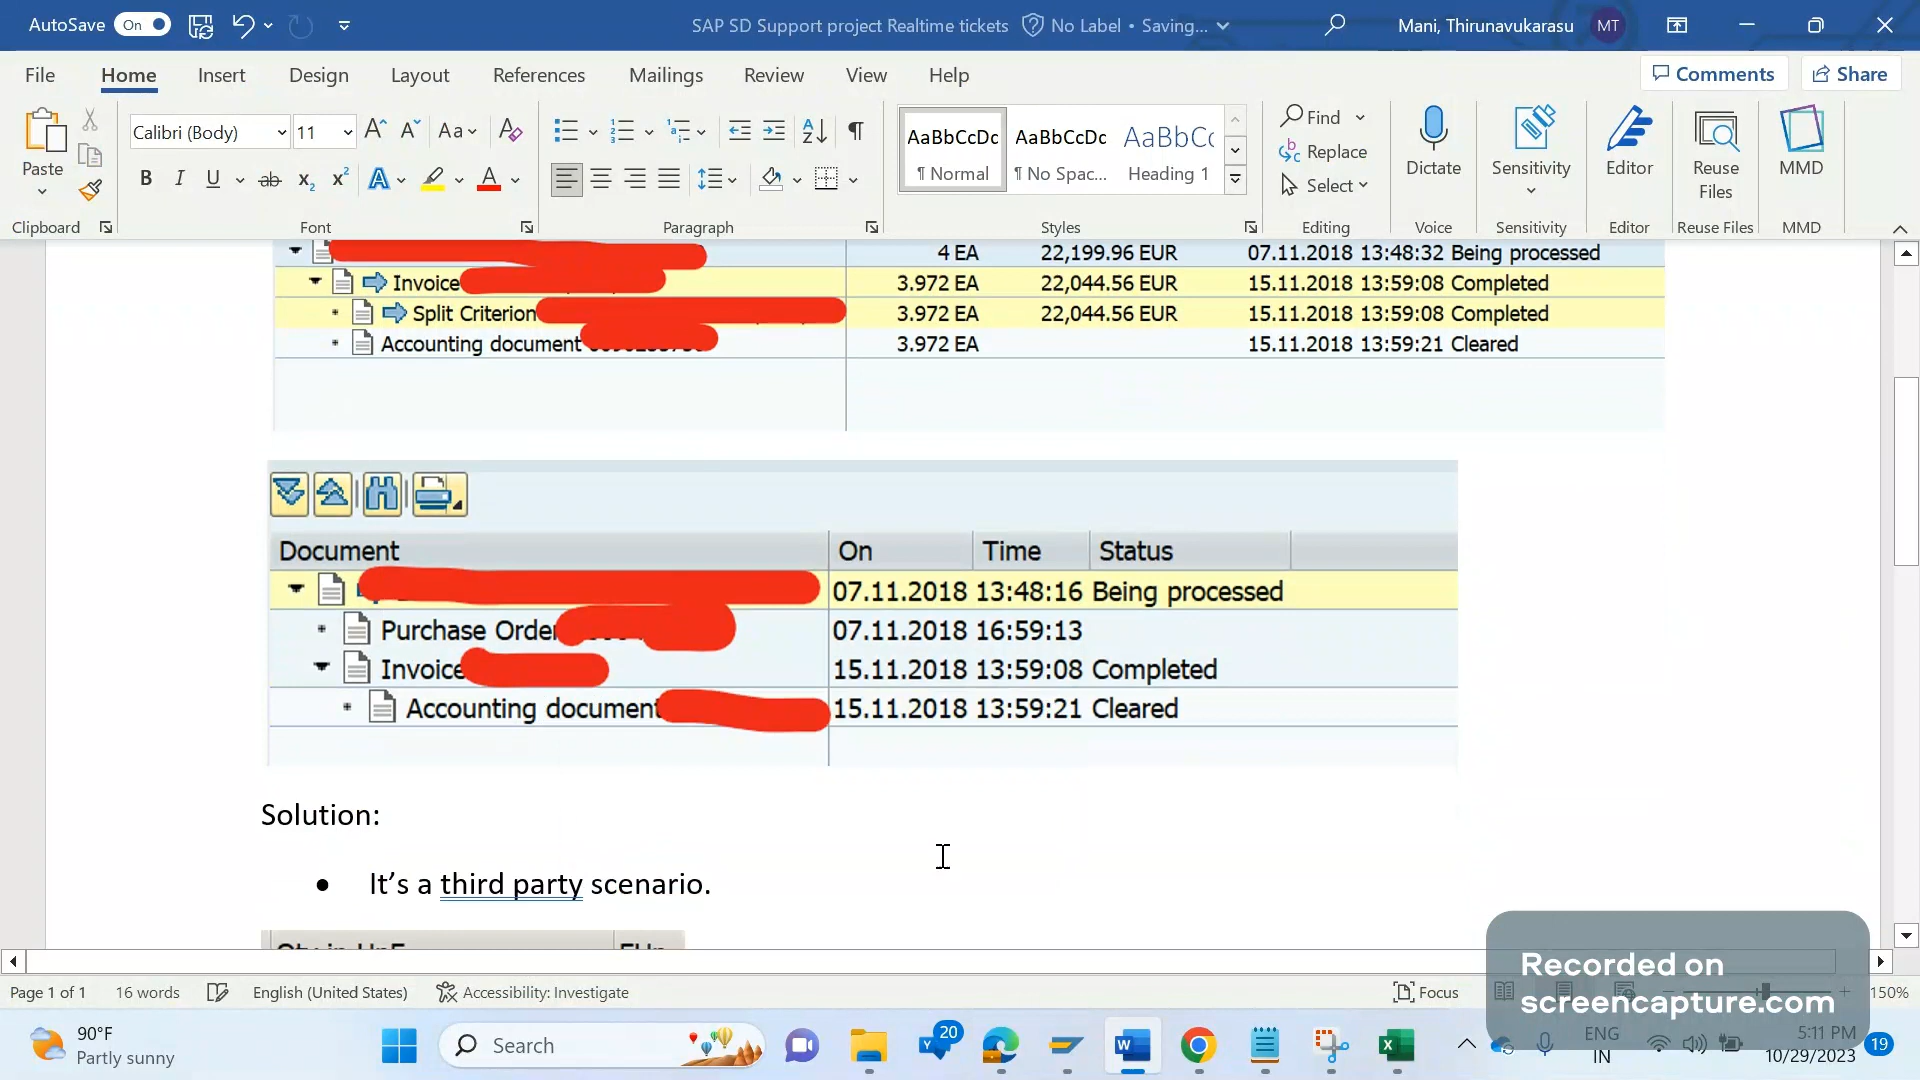 AutoSave On SAP SD Support project Realtime tickets No Label • Saving... Mani, Thirunavukarasu MT
File Home Insert Design Layout References Mailings Review View Help Comments Share
Paste
Clipboard
Calibri (Body) 11 Aa
B I U ab x2 x2 A A
Font
Paragraph
AaBbCcDc AaBbCcDc AaBbCc
¶ Normal ¶ No Spac... Heading 1
Styles
Find
Replace
Select
Editing
Dictate
Voice
Sensitivity
Sensitivity
Editor
Editor
Reuse Files
Reuse Files
MMD
MMD
4 EA 22,199.96 EUR 07.11.2018 13:48:32 Being processed
Invoice 3.972 EA 22,044.56 EUR 15.11.2018 13:59:08 Completed
Split Criterion 3.972 EA 22,044.56 EUR 15.11.2018 13:59:08 Completed
Accounting document 3.972 EA 15.11.2018 13:59:21 Cleared
Document On Time Status
07.11.2018 13:48:16 Being processed
Purchase Order 07.11.2018 16:59:13
Invoice 15.11.2018 13:59:08 Completed
Accounting document 15.11.2018 13:59:21 Cleared
Solution:
• It’s a third party scenario.
Recorded on
screencapture.com
Page 1 of 1 16 words English (United States) Accessibility: Investigate Focus 150%
90°F
Partly sunny
Search
20
ENG
IN
5:11 PM
10/29/2023
19